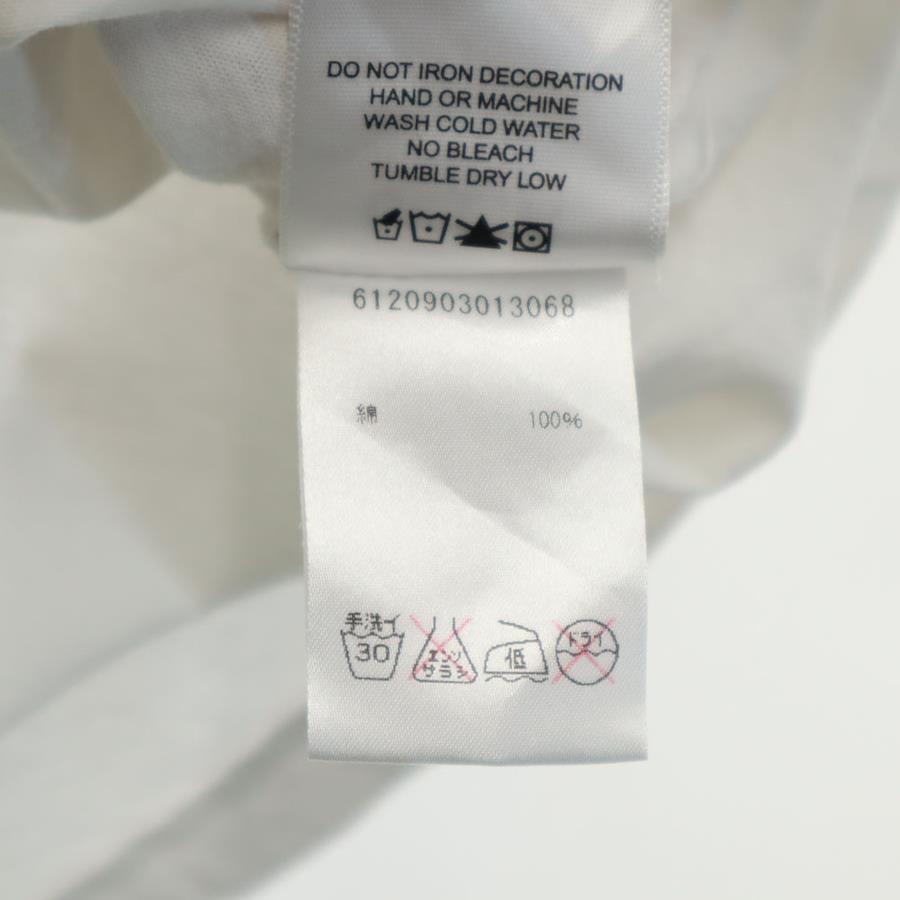 DO NOT IRON DECORATION
HAND OR MACHINE
WASH COLD WATER
NO BLEACH
TUMBLE DRY LOW
6120903013068
綿 100%
手洗イ
30
エンソ
サラシ
低
ドライ